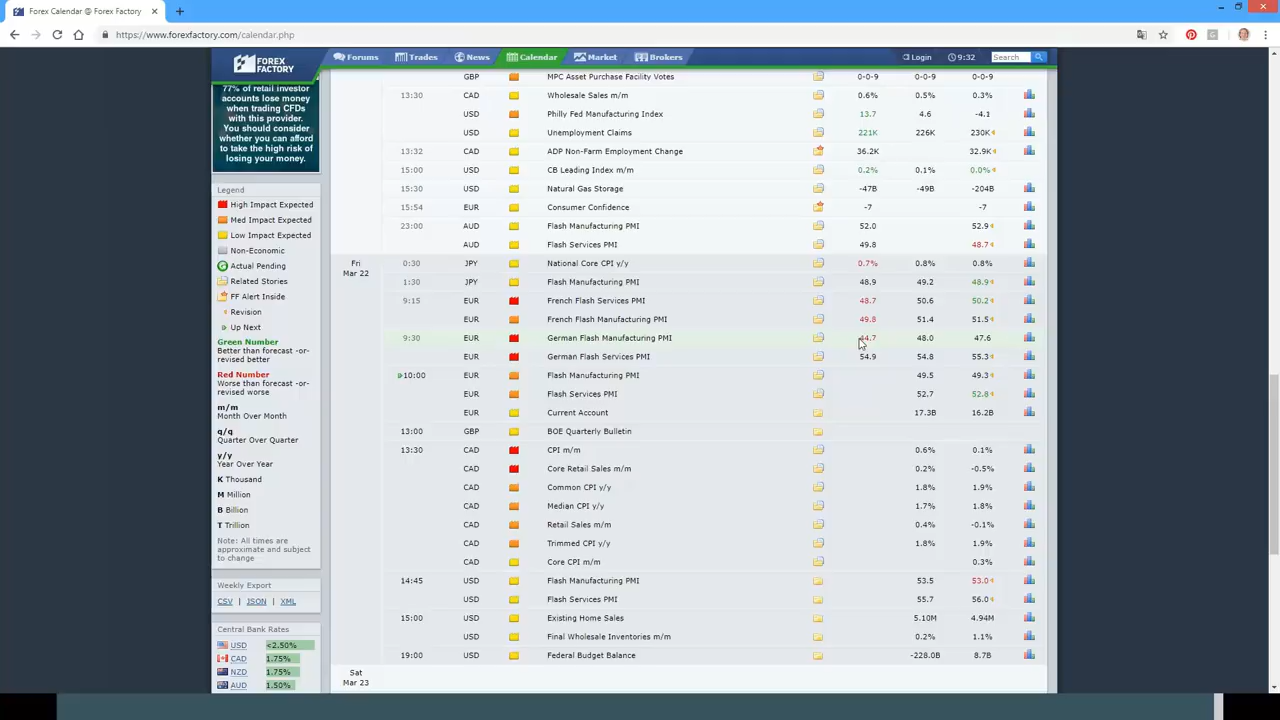 Forex Calendar @ Forex Factory
https://www.forexfactory.com/calendar.php
FOREX FACTORY
Forums Trades News Calendar Market Brokers Login 9:32 Search
77% of retail investor
accounts lose money
when trading CFDs
with this provider.
You should consider
whether you can afford
to take the high risk of
losing your money.
Legend
High Impact Expected
Med Impact Expected
Low Impact Expected
Non-Economic
Actual Pending
Related Stories
FF Alert Inside
Revision
Up Next
Green Number
Better than forecast -or-
revised better
Red Number
Worse than forecast -or-
revised worse
m/m
Month Over Month
q/q
Quarter Over Quarter
y/y
Year Over Year
K Thousand
M Million
B Billion
T Trillion
Note: All times are
approximate and subject
to change
Weekly Export
CSV | JSON | XML
Central Bank Rates
USD <2.50%
CAD 1.75%
NZD 1.75%
AUD 1.50%
GBP MPC Asset Purchase Facility Votes 0-0-9 0-0-9 0-0-9
13:30 CAD Wholesale Sales m/m 0.6% 0.5% 0.3%
USD Philly Fed Manufacturing Index 13.7 4.6 -4.1
USD Unemployment Claims 221K 226K 230K
13:32 CAD ADP Non-Farm Employment Change 36.2K 32.9K
15:00 USD CB Leading Index m/m 0.2% 0.1% 0.0%
15:30 USD Natural Gas Storage -47B -49B -204B
15:54 EUR Consumer Confidence -7 -7
23:00 AUD Flash Manufacturing PMI 52.0 52.9
AUD Flash Services PMI 49.8 48.7
Fri
Mar 22
0:30 JPY National Core CPI y/y 0.7% 0.8% 0.8%
1:30 JPY Flash Manufacturing PMI 48.9 49.2 48.9
9:15 EUR French Flash Services PMI 48.7 50.6 50.2
EUR French Flash Manufacturing PMI 49.8 51.4 51.5
9:30 EUR German Flash Manufacturing PMI 44.7 48.0 47.6
EUR German Flash Services PMI 54.9 54.8 55.3
10:00 EUR Flash Manufacturing PMI 49.5 49.3
EUR Flash Services PMI 52.7 52.8
EUR Current Account 17.3B 16.2B
13:00 GBP BOE Quarterly Bulletin
13:30 CAD CPI m/m 0.6% 0.1%
CAD Core Retail Sales m/m 0.2% -0.5%
CAD Common CPI y/y 1.8% 1.9%
CAD Median CPI y/y 1.7% 1.8%
CAD Retail Sales m/m 0.4% -0.1%
CAD Trimmed CPI y/y 1.8% 1.9%
CAD Core CPI m/m 0.3%
14:45 USD Flash Manufacturing PMI 53.5 53.0
USD Flash Services PMI 55.7 56.0
15:00 USD Existing Home Sales 5.10M 4.94M
USD Final Wholesale Inventories m/m 0.2% 1.1%
19:00 USD Federal Budget Balance -228.0B 8.7B
Sat
Mar 23